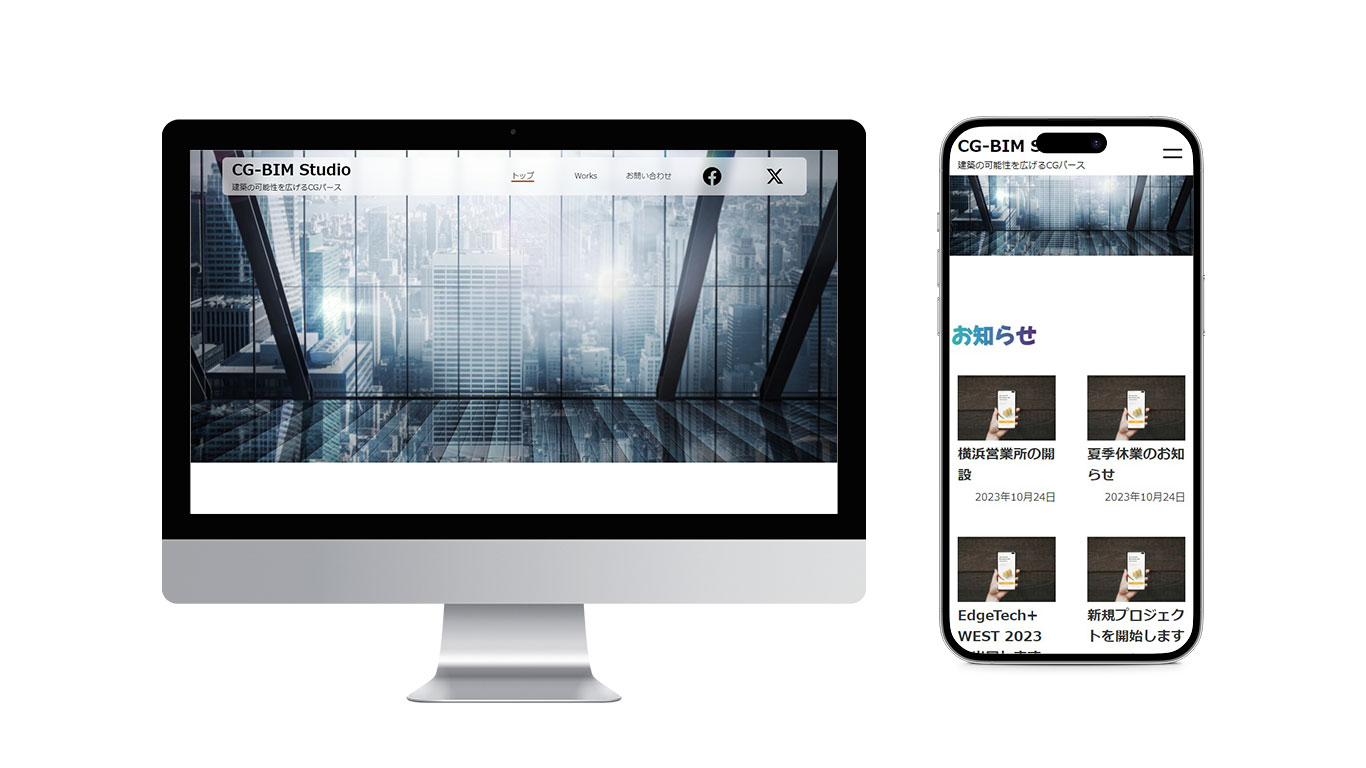 CG-BIM Studio
建築の可能性を広げるCGパース
トップ
Works
お問い合わせ
CG-BIM
建築の可能性を広げるCGパース
お知らせ
横浜営業所の開
設
2023年10月24日
夏季休業のお知
らせ
2023年10月24日
EdgeTech+
WEST 2023
新規プロジェク
トを開始します